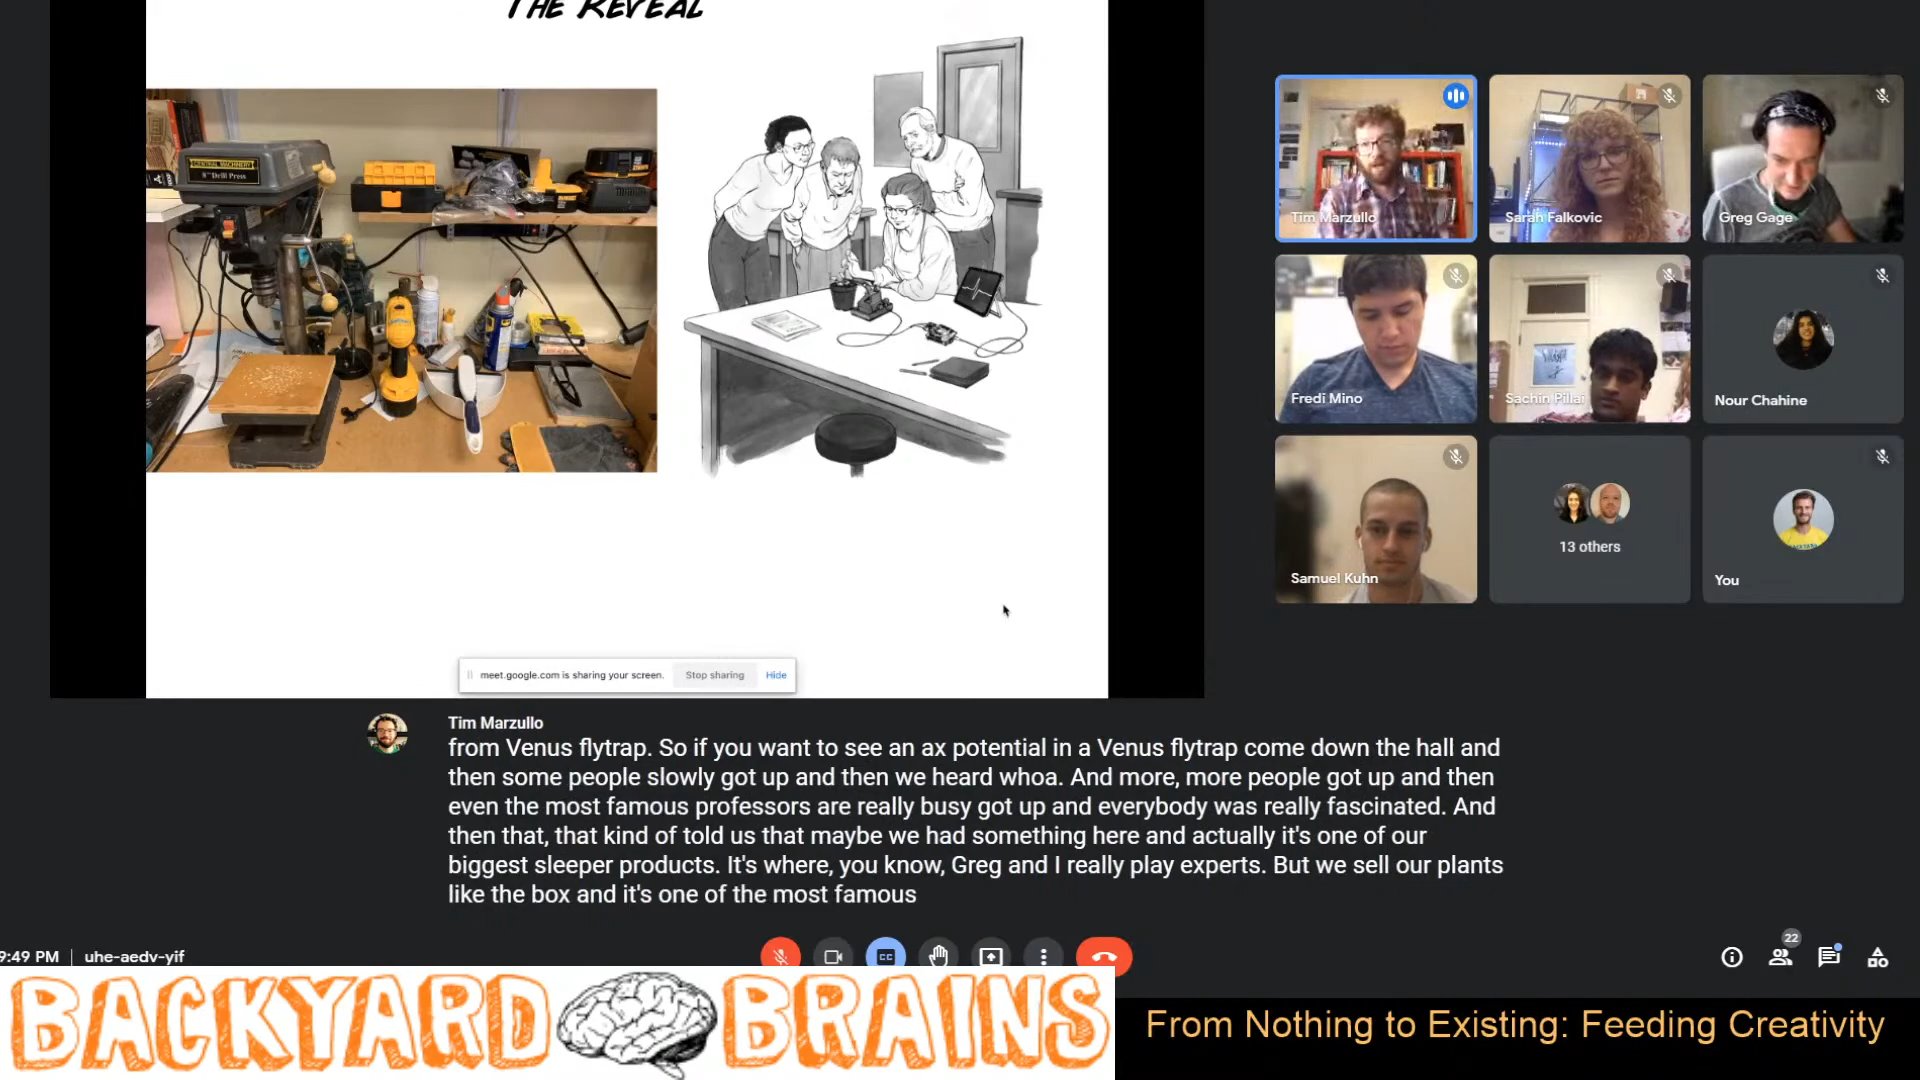 THE REVEAL
CENTRAL MACHINERY
8" Drill Press
Tim Marzullo
Sarah Falkovic
Greg Gage
Fredi Mino
Sachin Pillai
Nour Chahine
Samuel Kuhn
13 others
You
meet.google.com is sharing your screen.
Stop sharing
Hide
Tim Marzullo
from Venus flytrap. So if you want to see an ax potential in a Venus flytrap come down the hall and
then some people slowly got up and then we heard whoa. And more, more people got up and then
even the most famous professors are really busy got up and everybody was really fascinated. And
then that, that kind of told us that maybe we had something here and actually it's one of our
biggest sleeper products. It's where, you know, Greg and I really play experts. But we sell our plants
like the box and it's one of the most famous
9:49 PM | uhe-aedv-yif
CC
22
BACKYARD BRAINS
From Nothing to Existing: Feeding Creativity